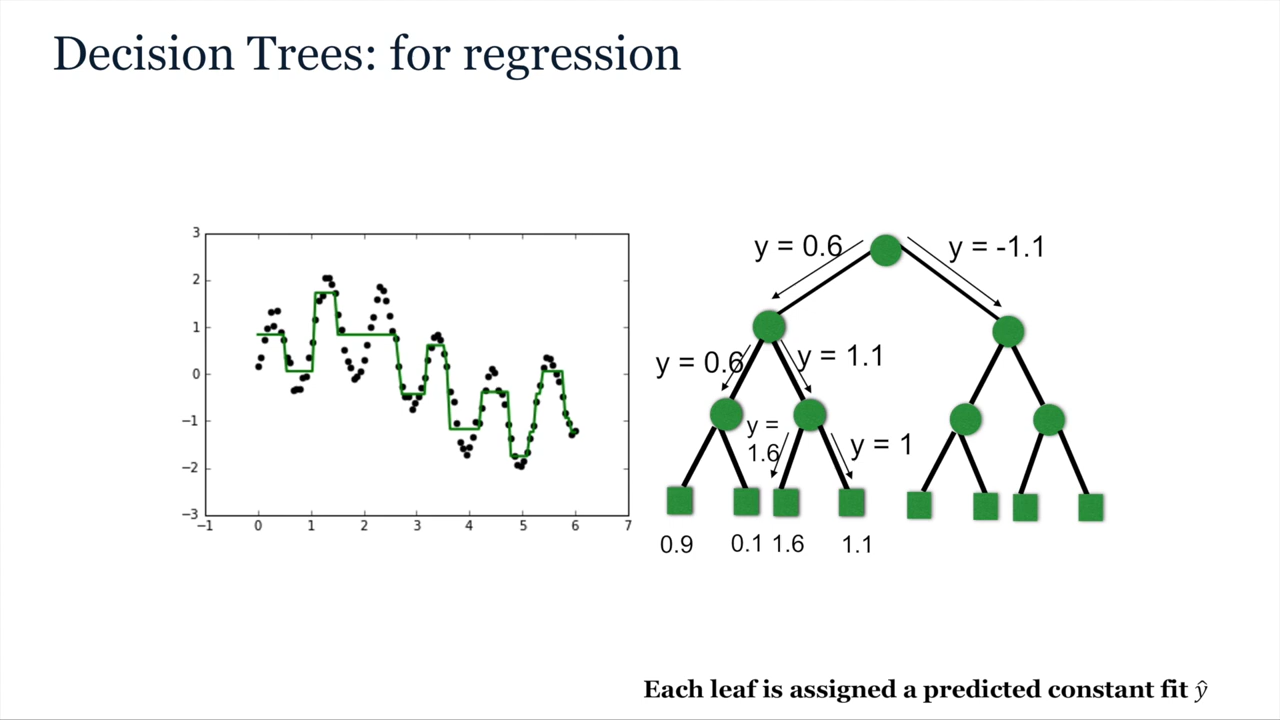 Decision Trees: for regression
3
2
1
0
−1
−2
−3
−1 0 1 2 3 4 5 6 7
y = 0.6
y = -1.1
y = 0.6
y = 1.1
y =
1.6
y = 1
0.9 0.1 1.6 1.1
Each leaf is assigned a predicted constant fit ŷ